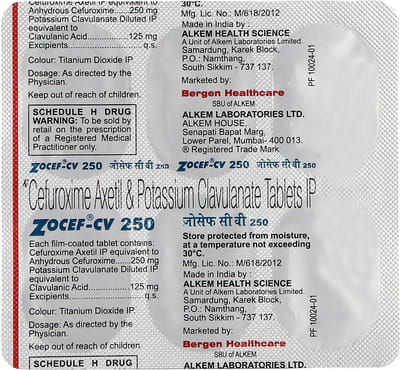 Cefuroxime Axetil IP equivalent to
Anhydrous Cefuroxime......250 mg
Potassium Clavulanate Diluted IP
equivalent to
Clavulanic Acid....................125 mg
Excipients..............................q.s.
Colour: Titanium Dioxide IP
Dosage: As directed by the
Physician.
Keep out of reach of children.
SCHEDULE H DRUG
WARNING: To be sold by
retail on the prescription
of a Registered Medical
Practitioner only.
30°C.
Mfg. Lic. No.: M/618/2012
Made in India by :
ALKEM HEALTH SCIENCE
A Unit of Alkem Laboratories Limited.
Samardung, Karek Block,
P.O.: Namthang,
South Sikkim - 737 137.
Marketed by:
Bergen Healthcare
SBU of ALKEM
ALKEM LABORATORIES LTD.
ALKEM HOUSE,
Senapati Bapat Marg,
Lower Parel, Mumbai- 400 013.
® Registered Trade Mark
PF 10024-01
ZOCEF®-CV 250 जोसेफ सी वी 250 ZOCEF®-CV 250 जोसेफ सी वी 250
Rx Cefuroxime Axetil & Potassium Clavulanate Tablets IP
ZOCEF®-CV 250 जोसेफ सी वी 250
Each film-coated tablet contains:
Cefuroxime Axetil IP equivalent to
Anhydrous Cefuroxime......250 mg
Potassium Clavulanate Diluted IP
equivalent to
Clavulanic Acid....................125 mg
Excipients..............................q.s.
Colour: Titanium Dioxide IP
Dosage: As directed by the
Physician.
Keep out of reach of children.
SCHEDULE H DRUG
Store protected from moisture,
at a temperature not exceeding
30°C.
Mfg. Lic. No.: M/618/2012
Made in India by :
ALKEM HEALTH SCIENCE
A Unit of Alkem Laboratories Limited.
Samardung, Karek Block,
P.O.: Namthang,
South Sikkim - 737 137.
Marketed by:
Bergen Healthcare
SBU of ALKEM
ALKEM LABORATORIES LTD.
PF 10024-01